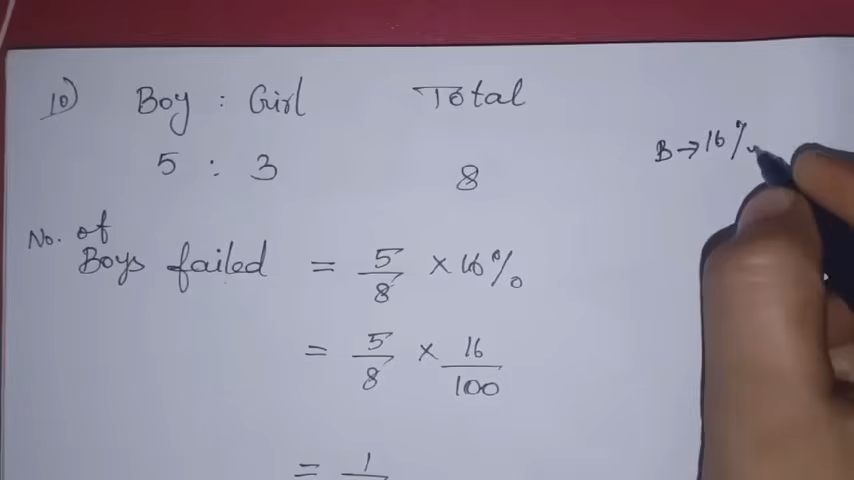 10) Boy : Girl Total
B → 16%
5 : 3 8
No. of
Boys failed = 5/8 × 16%
= 5/8 × 16/100
= 1/